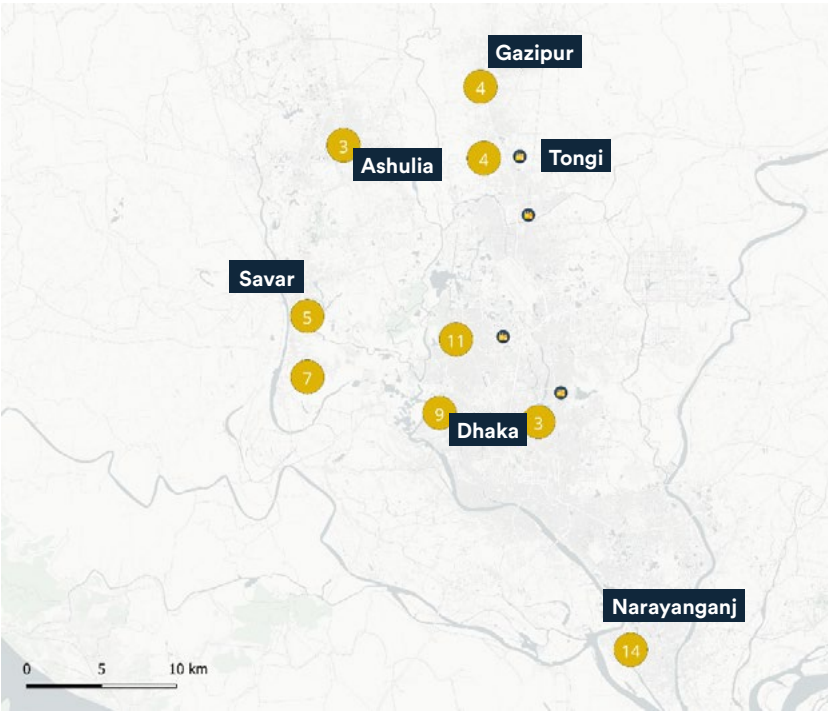 Gazipur
4
3
Ashulia
4
Tongi
Savar
5
11
7
9
Dhaka
3
Narayanganj
14
0 5 10 km